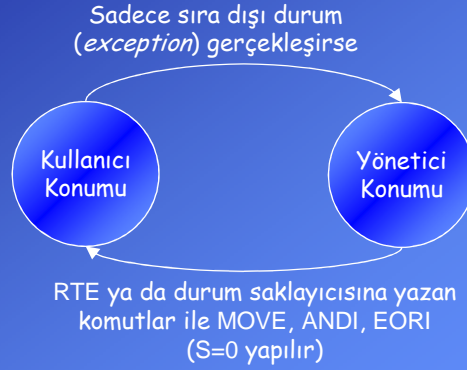 Sadece sıra dışı durum
(exception) gerçekleşirse
Kullanıcı
Konumu
Yönetici
Konumu
RTE ya da durum saklayıcısına yazan
komutlar ile MOVE, ANDI, EORI
(S=0 yapılır)